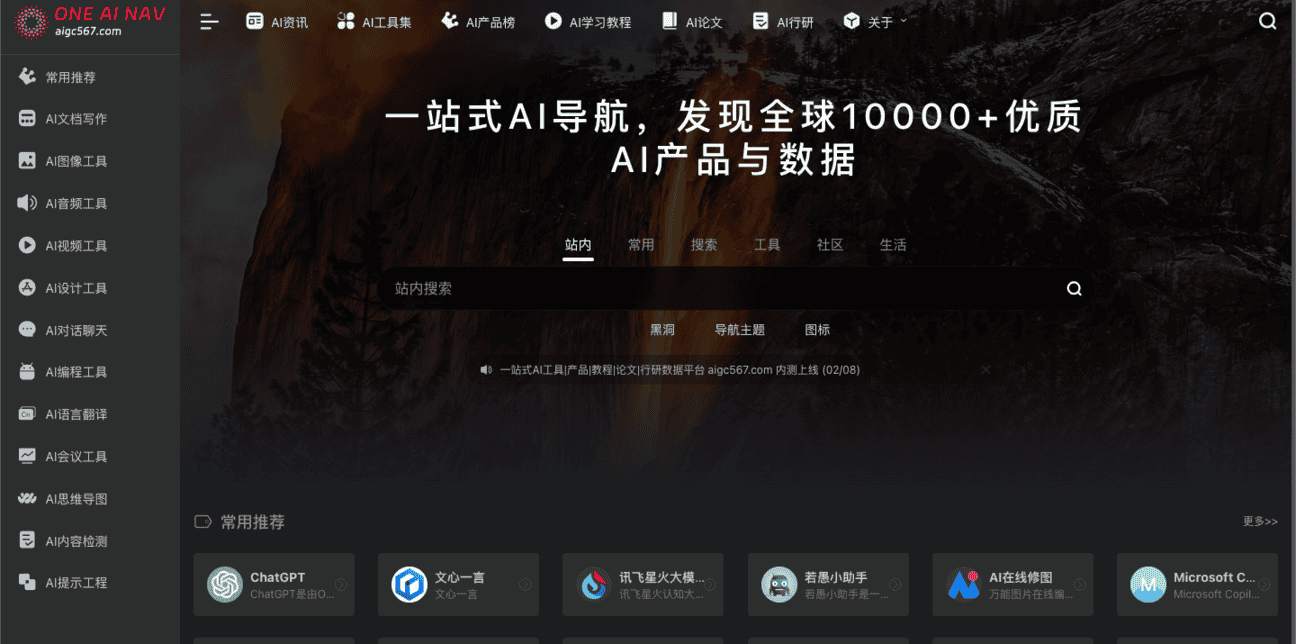 ONE AI NAV
aigc567.com
AI资讯
AI工具集
AI产品榜
AI学习教程
AI论文
AI行研
关于
常用推荐
AI文档写作
AI图像工具
AI音频工具
AI视频工具
AI设计工具
AI对话聊天
AI编程工具
AI语言翻译
AI会议工具
AI思维导图
AI内容检测
AI提示工程
一站式AI导航，发现全球10000+优质
AI产品与数据
站内
常用
搜索
工具
社区
生活
站内搜索
黑洞
导航主题
图标
一站式AI工具|产品|教程|论文|行研数据平台 aigc567.com 内测上线 (02/08)
常用推荐
更多>>
ChatGPT
ChatGPT是由O...
文心一言
文心一言
讯飞星火大模...
讯飞星火认知大...
若愚小助手
若愚小助手是一...
AI在线修图
万能图片在线编...
M
Microsoft C...
Microsoft Copil...